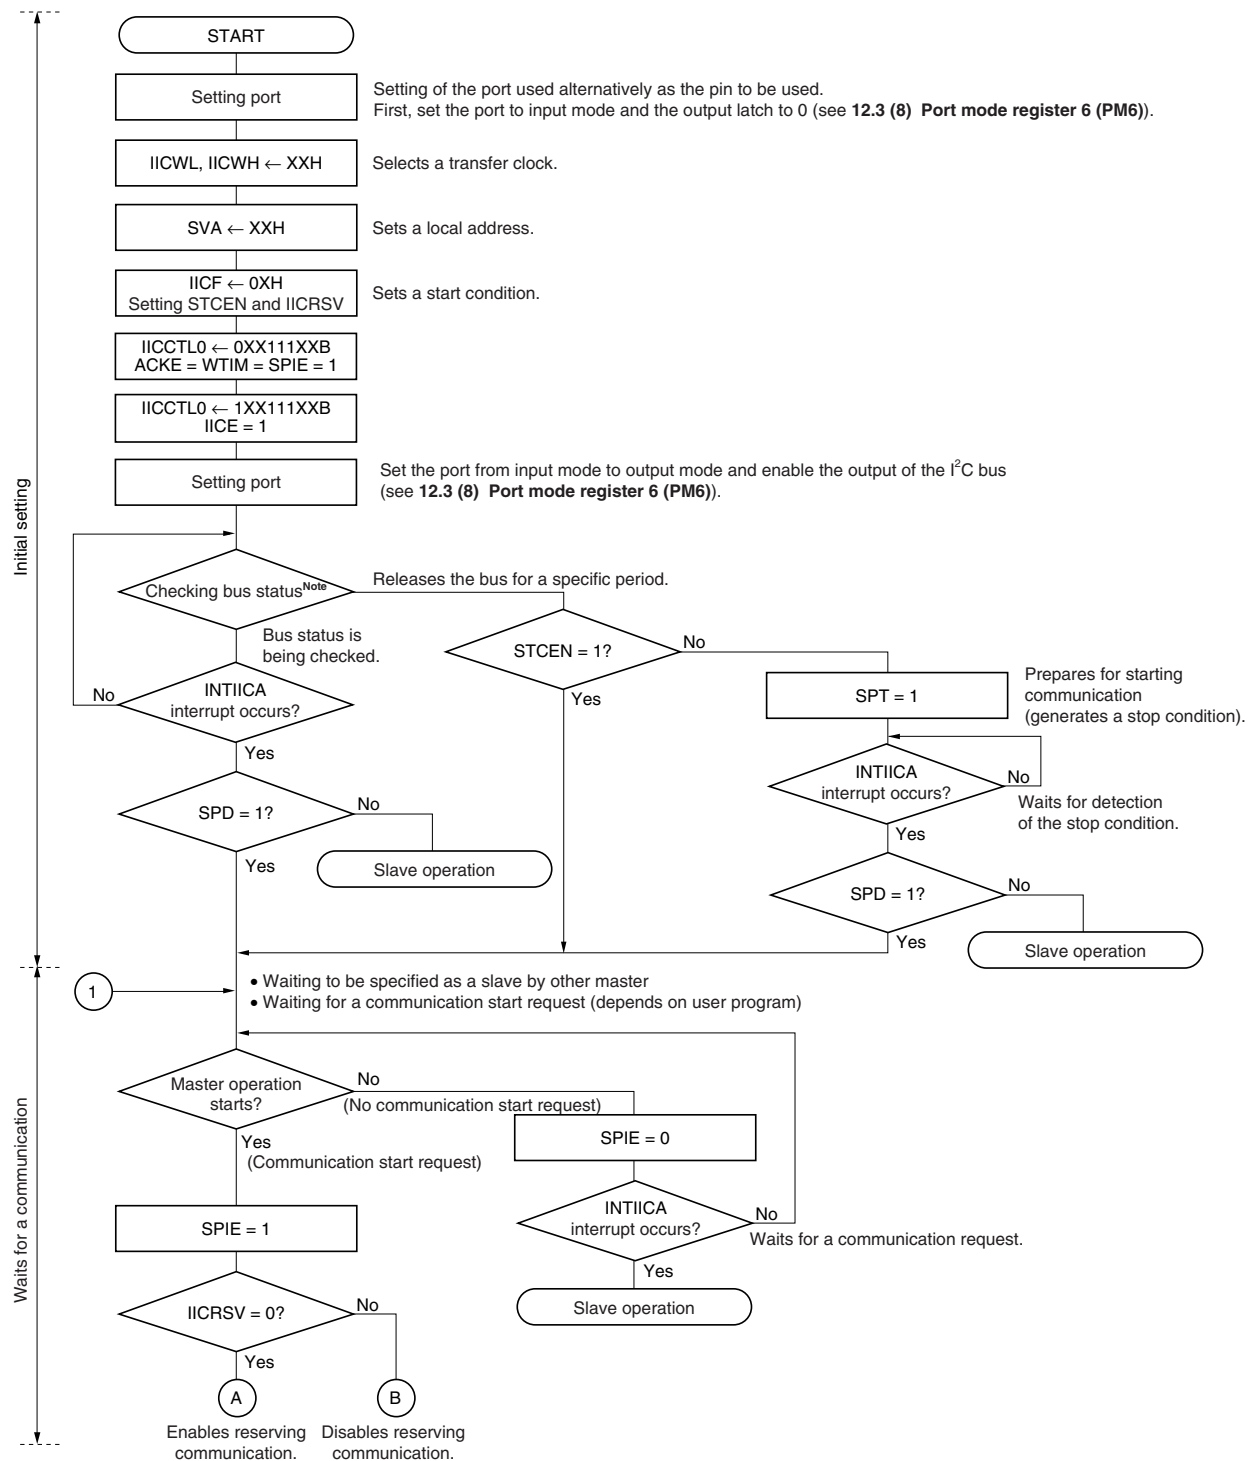 START
Setting port
Setting of the port used alternatively as the pin to be used.
First, set the port to input mode and the output latch to 0 (see 12.3 (8) Port mode register 6 (PM6)).
IICWL, IICWH ← XXH
Selects a transfer clock.
SVA ← XXH
Sets a local address.
IICF ← 0XH
Setting STCEN and IICRSV
Sets a start condition.
IICCTL0 ← 0XX111XXB
ACKE = WTIM = SPIE = 1
IICCTL0 ← 1XX111XXB
IICE = 1
Setting port
Set the port from input mode to output mode and enable the output of the I²C bus
(see 12.3 (8) Port mode register 6 (PM6)).
Initial setting
Checking bus status Note
Releases the bus for a specific period.
Bus status is
being checked.
STCEN = 1?
No
Yes
SPT = 1
Prepares for starting
communication
(generates a stop condition).
INTIICA
interrupt occurs?
No
Yes
INTIICA
interrupt occurs?
No
Waits for detection
of the stop condition.
Yes
SPD = 1?
No
Yes
Slave operation
SPD = 1?
No
Yes
Slave operation
1
• Waiting to be specified as a slave by other master
• Waiting for a communication start request (depends on user program)
Waits for a communication
Master operation
starts?
No
(No communication start request)
Yes
(Communication start request)
SPIE = 0
INTIICA
interrupt occurs?
No
Waits for a communication request.
Yes
Slave operation
SPIE = 1
IICRSV = 0?
No
Yes
A
B
Enables reserving
communication.
Disables reserving
communication.